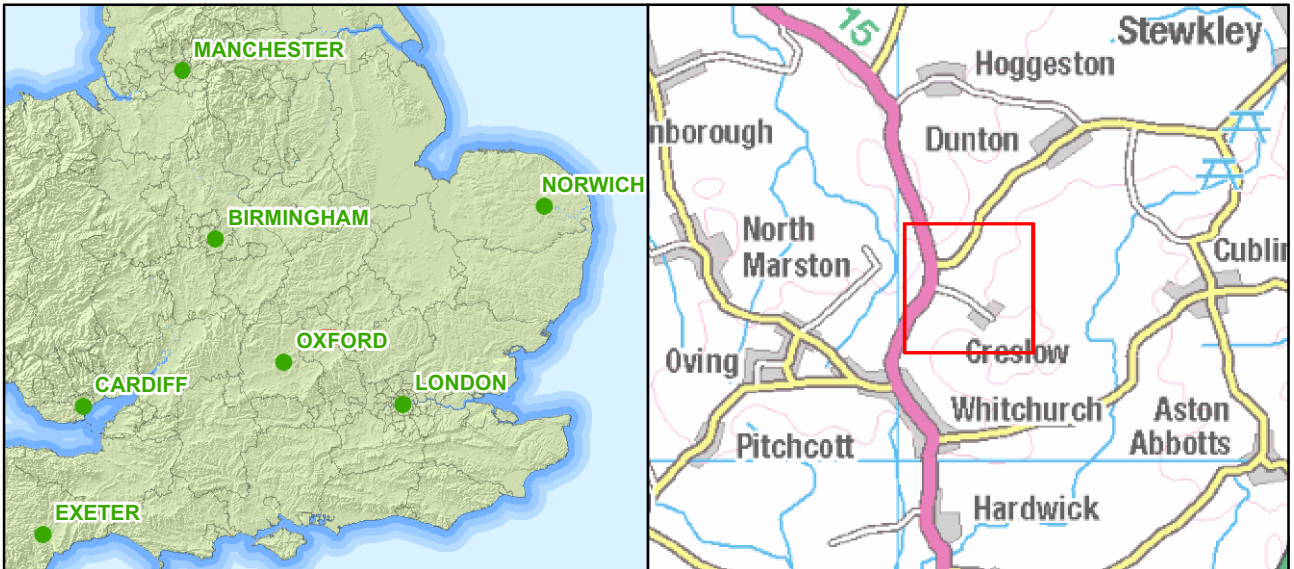 MANCHESTER
NORWICH
BIRMINGHAM
OXFORD
CARDIFF
LONDON
EXETER
15
Stewkley
Hoggeston
nborough
Dunton
North
Marston
Cublin
Oving
Creslow
Whitchurch
Aston
Abbotts
Pitchcott
Hardwick